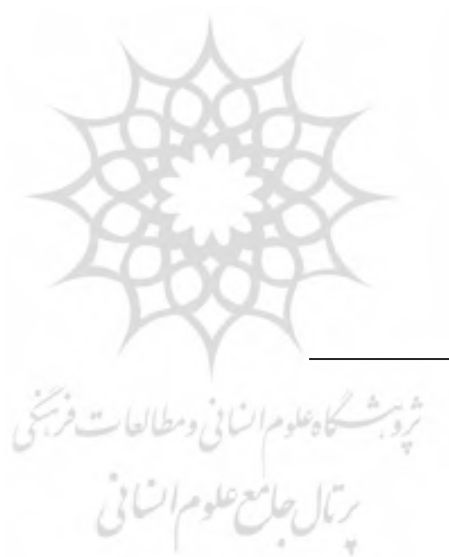 پژوهشگاه علوم انسانی و مطالعات فرهنگی
پرتال جامع علوم انسانی